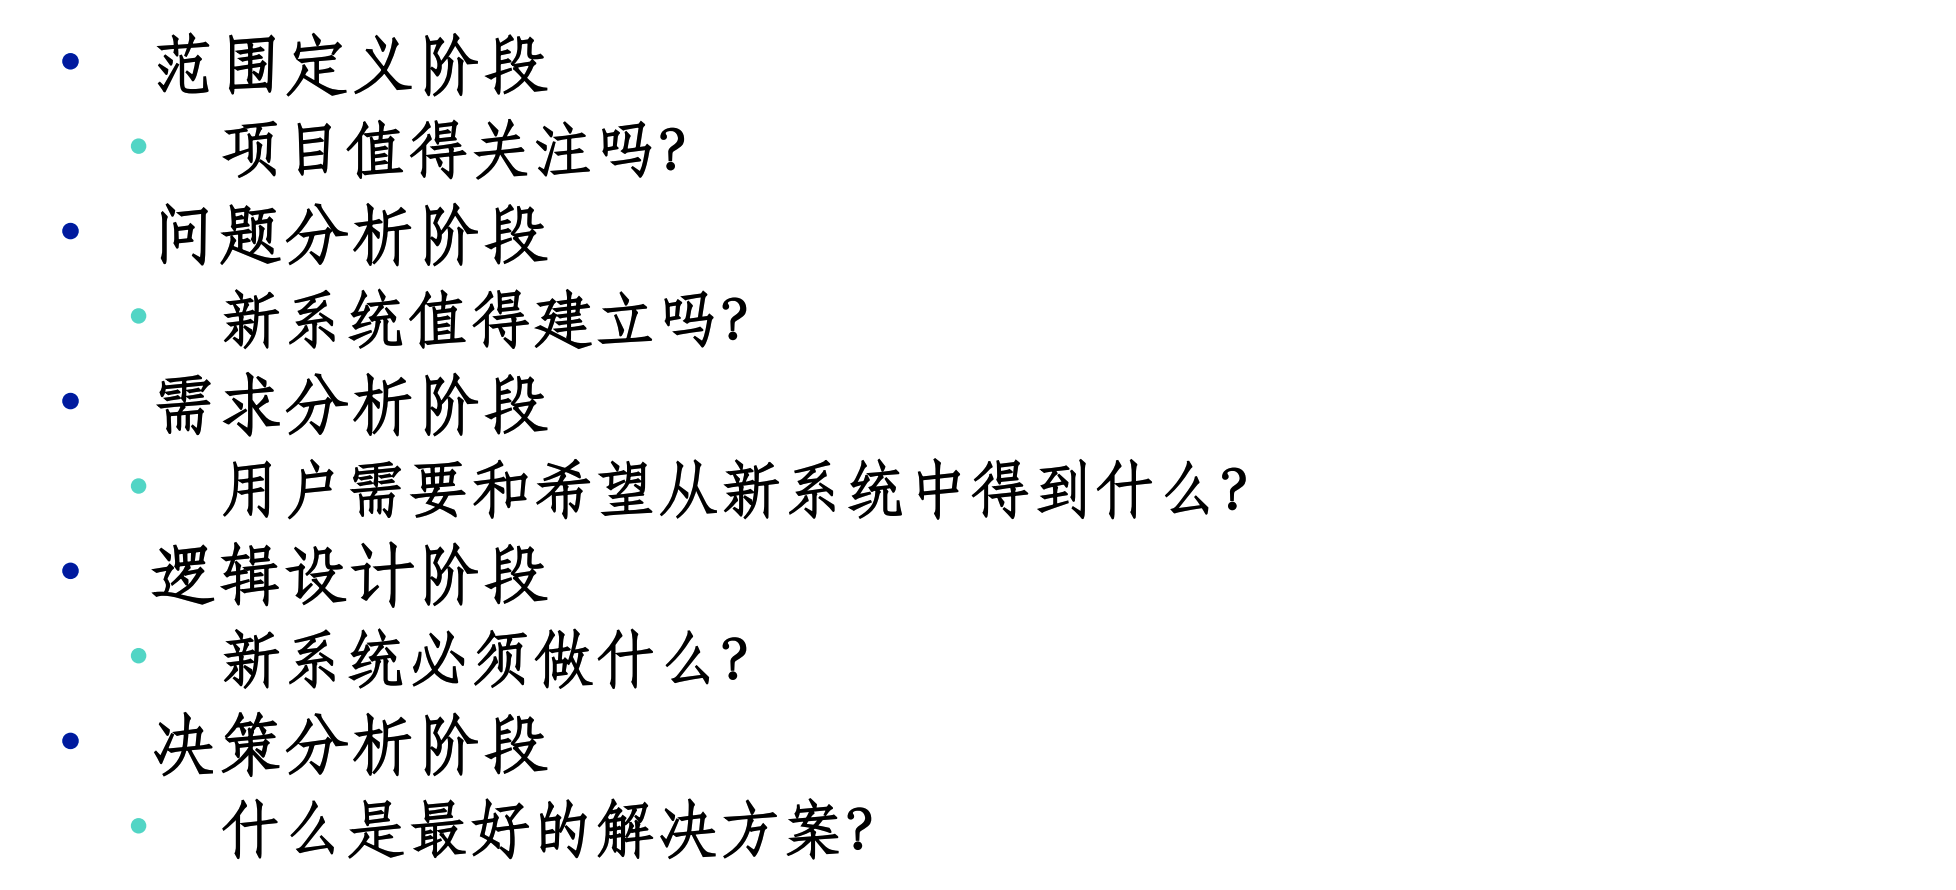 • 范围定义阶段
• 项目值得关注吗?
• 问题分析阶段
• 新系统值得建立吗?
• 需求分析阶段
• 用户需要和希望从新系统中得到什么?
• 逻辑设计阶段
• 新系统必须做什么?
• 决策分析阶段
• 什么是最好的解决方案?